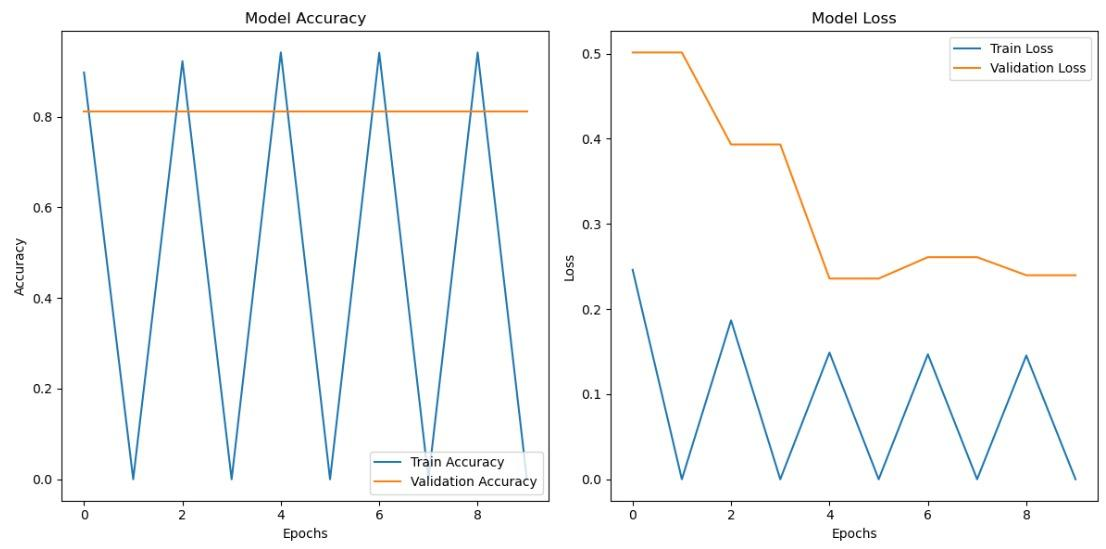 Model Accuracy
Accuracy
0.8
0.6
0.4
0.2
0.0
0 2 4 6 8
Epochs
Train Accuracy
Validation Accuracy
Model Loss
Loss
0.5
0.4
0.3
0.2
0.1
0.0
0 2 4 6 8
Epochs
Train Loss
Validation Loss